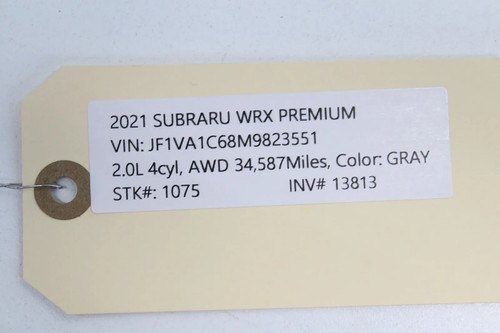 2021 SUBRARU WRX PREMIUM
VIN: JF1VA1C68M9823551
2.0L 4cyl, AWD 34,587Miles, Color: GRAY
STK#: 1075 INV# 13813